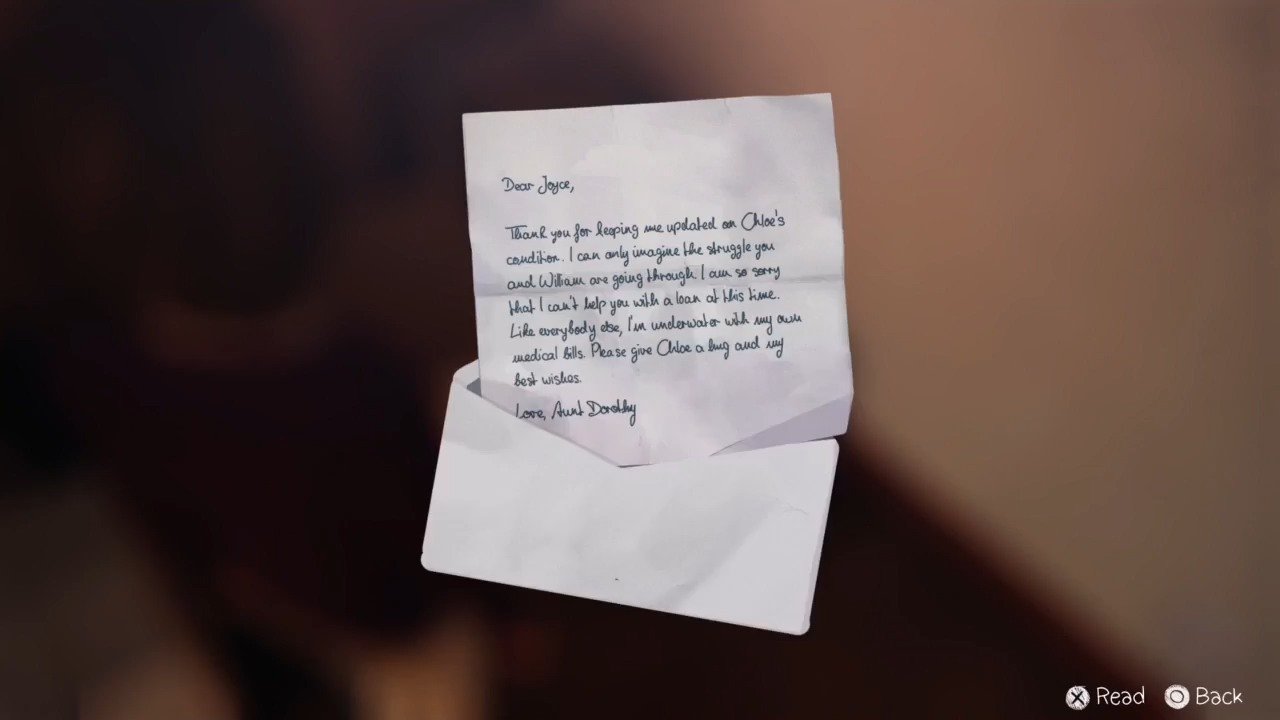 Dear Joyce,
Thank you for keeping me updated on Chloe's
condition. I can only imagine the struggle you
and William are going through. I am so sorry
that I can't help you with a loan at this time.
Like everybody else, I'm underwater with my own
medical bills. Please give Chloe a hug and my
best wishes.
Love, Aunt Dorothy
Read Back